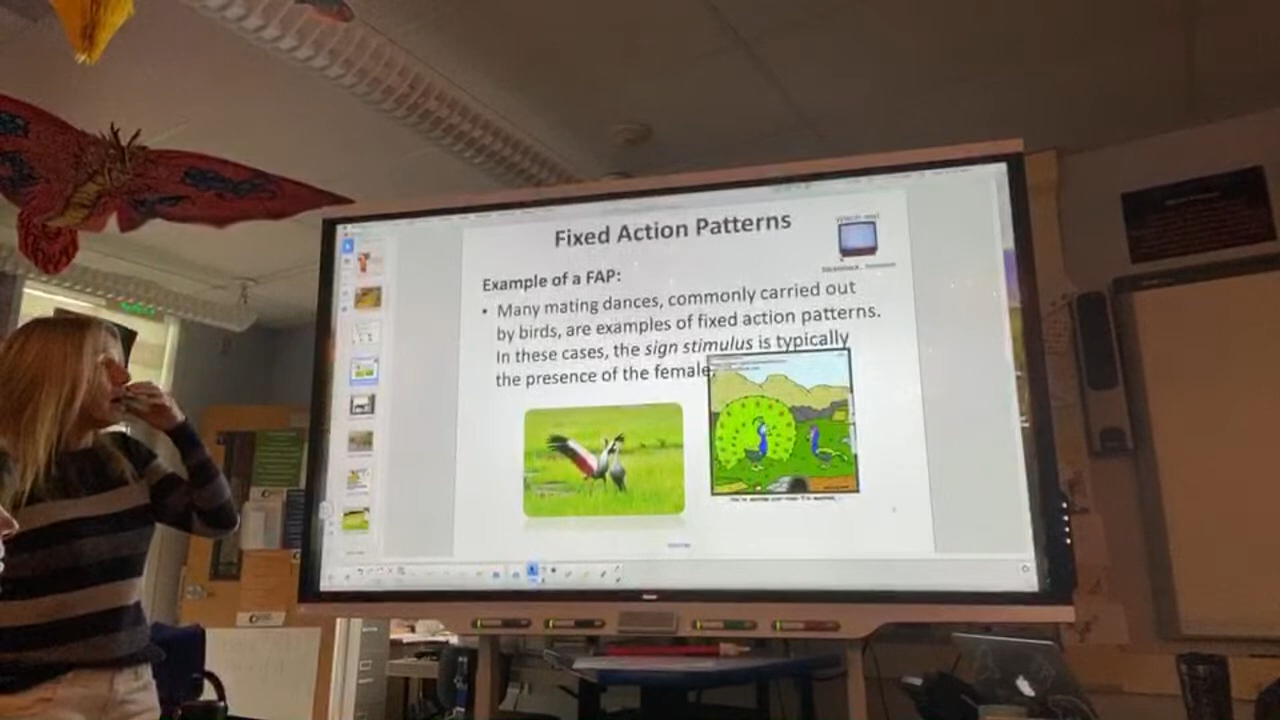 Fixed Action Patterns
Example of a FAP:
• Many mating dances, commonly carried out
by birds, are examples of fixed action patterns.
In these cases, the sign stimulus is typically
the presence of the female.